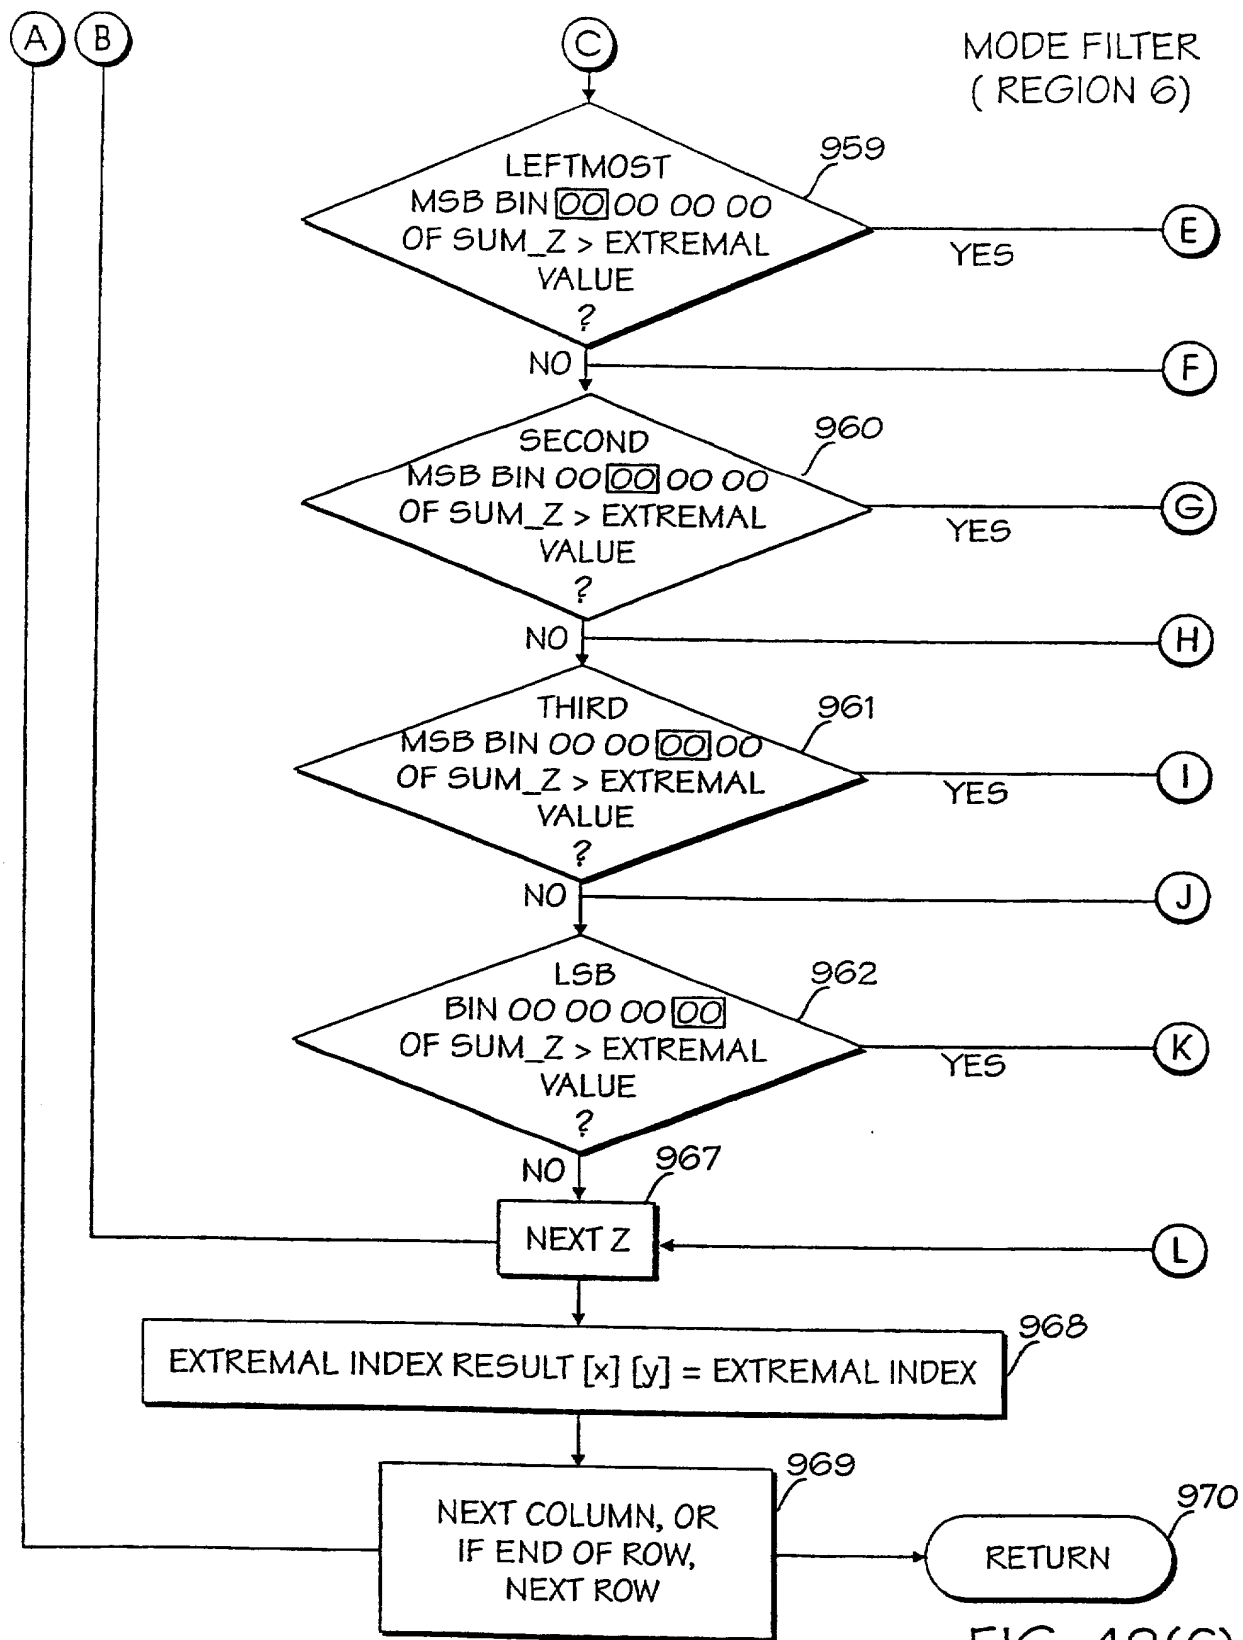 A B C
MODE FILTER
( REGION 6)
959
LEFTMOST
MSB BIN 00 00 00 00
OF SUM_Z > EXTREMAL
VALUE
?
YES
E
NO
F
960
SECOND
MSB BIN 00 00 00 00
OF SUM_Z > EXTREMAL
VALUE
?
YES
G
NO
H
961
THIRD
MSB BIN 00 00 00 00
OF SUM_Z > EXTREMAL
VALUE
?
YES
I
NO
J
962
LSB
BIN 00 00 00 00
OF SUM_Z > EXTREMAL
VALUE
?
YES
K
NO
967
NEXT Z
L
968
EXTREMAL INDEX RESULT [x] [y] = EXTREMAL INDEX
969
NEXT COLUMN, OR
IF END OF ROW,
NEXT ROW
970
RETURN